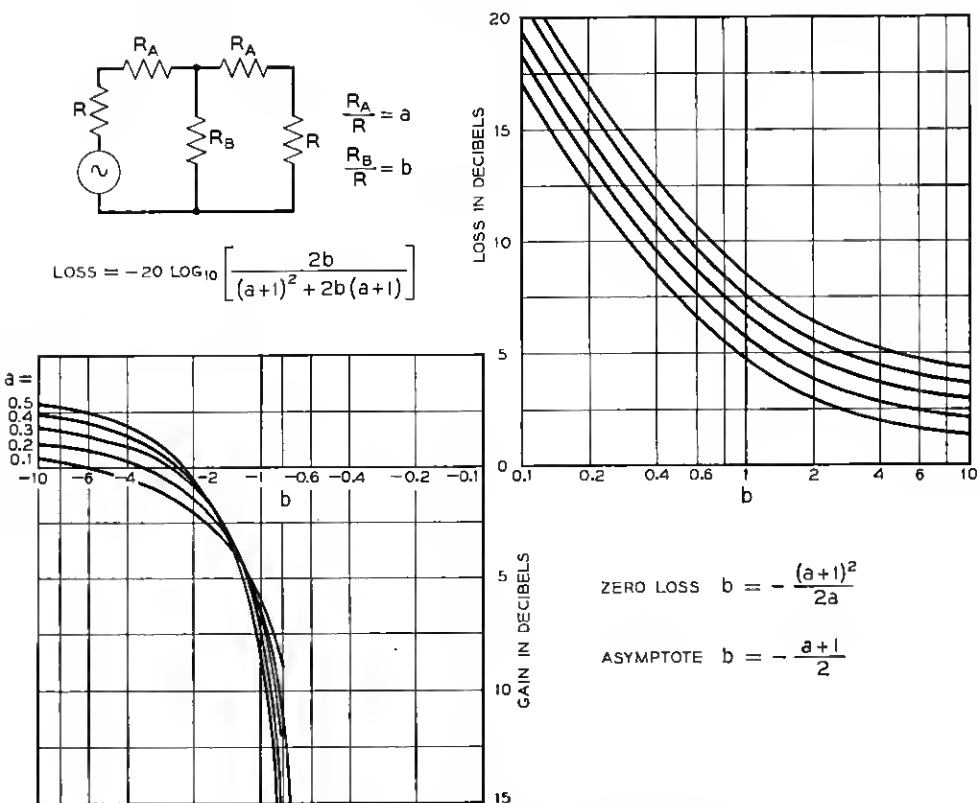 R_A R_A
R R_B R
R_A/R = a
R_B/R = b
LOSS = -20 LOG₁₀ [2b / ((a+1)² + 2b(a+1))]
LOSS IN DECIBELS
20
15
10
5
0
0.1 0.2 0.4 0.6 1 2 4 6 10
b
a =
0.5
0.4
0.3
0.2
0.1
-10 -6 -4 -2 -1 -0.6 -0.4 -0.2 -0.1
b
GAIN IN DECIBELS
5
10
15
ZERO LOSS b = - (a+1)²/2a
ASYMPTOTE b = - a+1/2